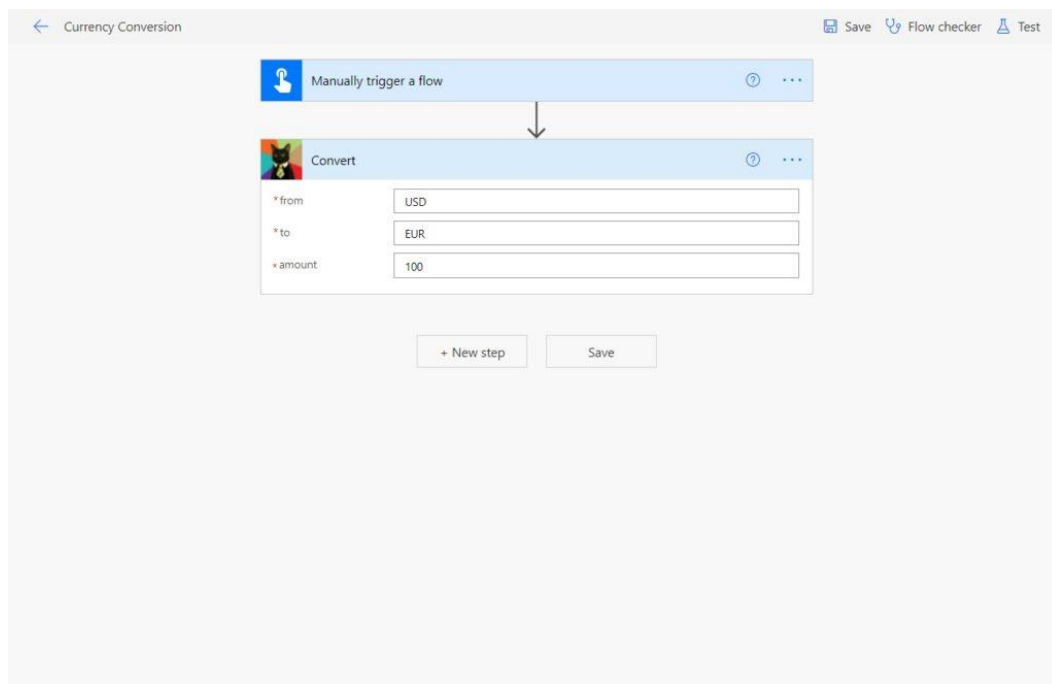 Currency Conversion
Save Flow checker Test
Manually trigger a flow
Convert
*from USD
*to EUR
*amount 100
+ New step Save